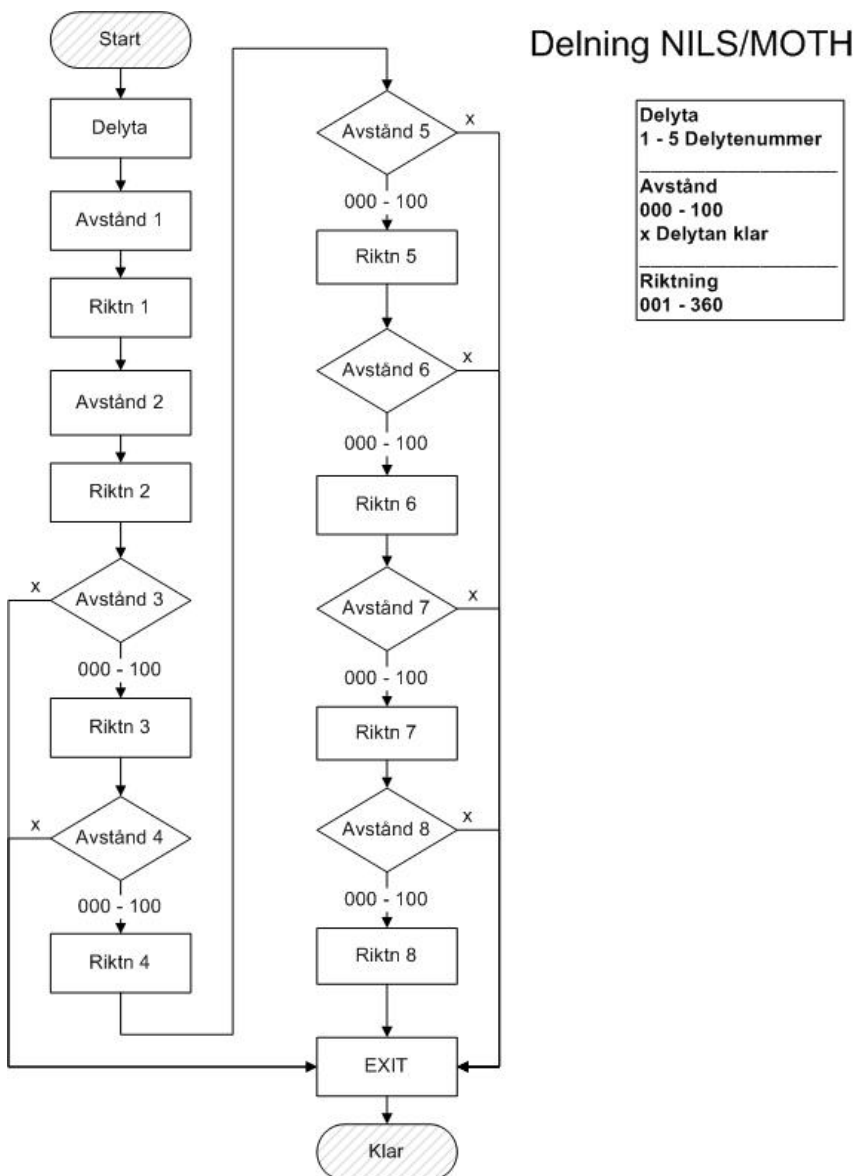 Delning NILS/MOTH
Start
Delyta
Avstånd 1
Riktn 1
Avstånd 2
Riktn 2
Avstånd 3
x
000 - 100
Riktn 3
Avstånd 4
x
000 - 100
Riktn 4
Avstånd 5
x
000 - 100
Riktn 5
Avstånd 6
x
000 - 100
Riktn 6
Avstånd 7
x
000 - 100
Riktn 7
Avstånd 8
x
000 - 100
Riktn 8
EXIT
Klar
Delyta
1 - 5 Delytenummer
Avstånd
000 - 100
x Delytan klar
Riktning
001 - 360